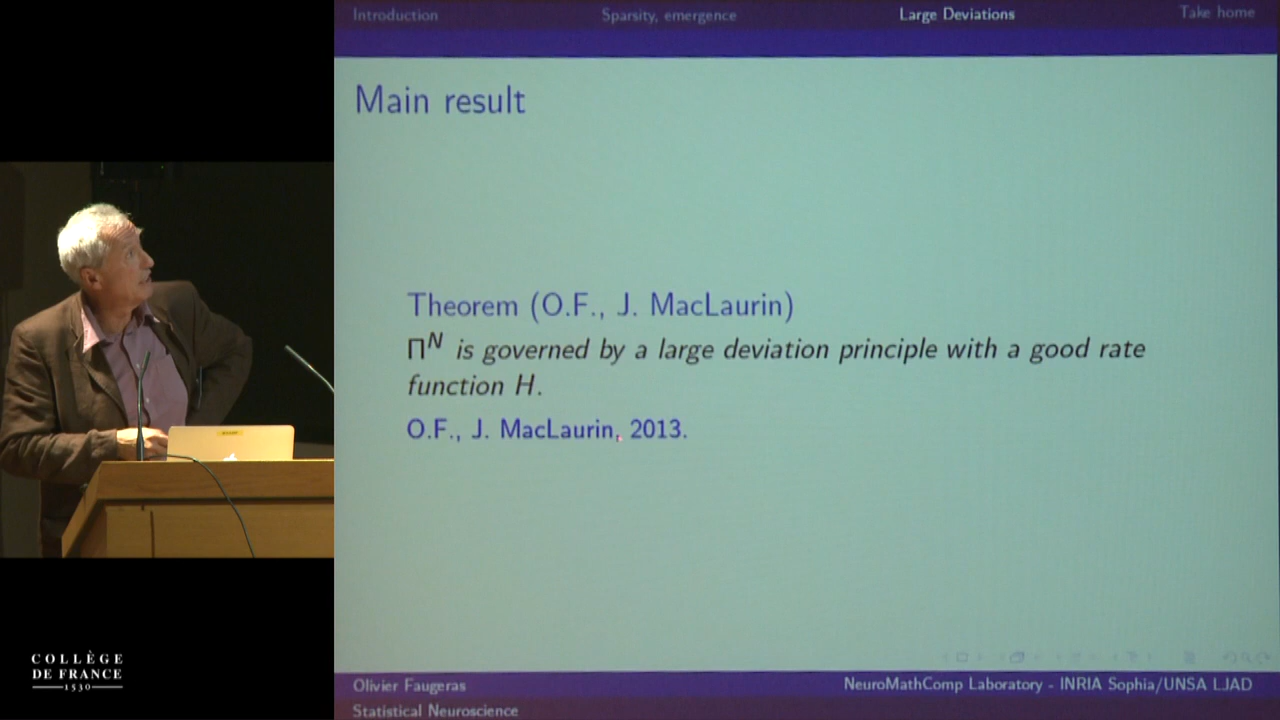 Introduction
Sparsity, emergence
Large Deviations
Take home
Main result
Theorem (O.F., J. MacLaurin)
Π^N is governed by a large deviation principle with a good rate
function H.
O.F., J. MacLaurin, 2013.
Olivier Faugeras
NeuroMathComp Laboratory - INRIA Sophia/UNSA LJAD
Statistical Neuroscience
COLLÈGE
DE FRANCE
1530